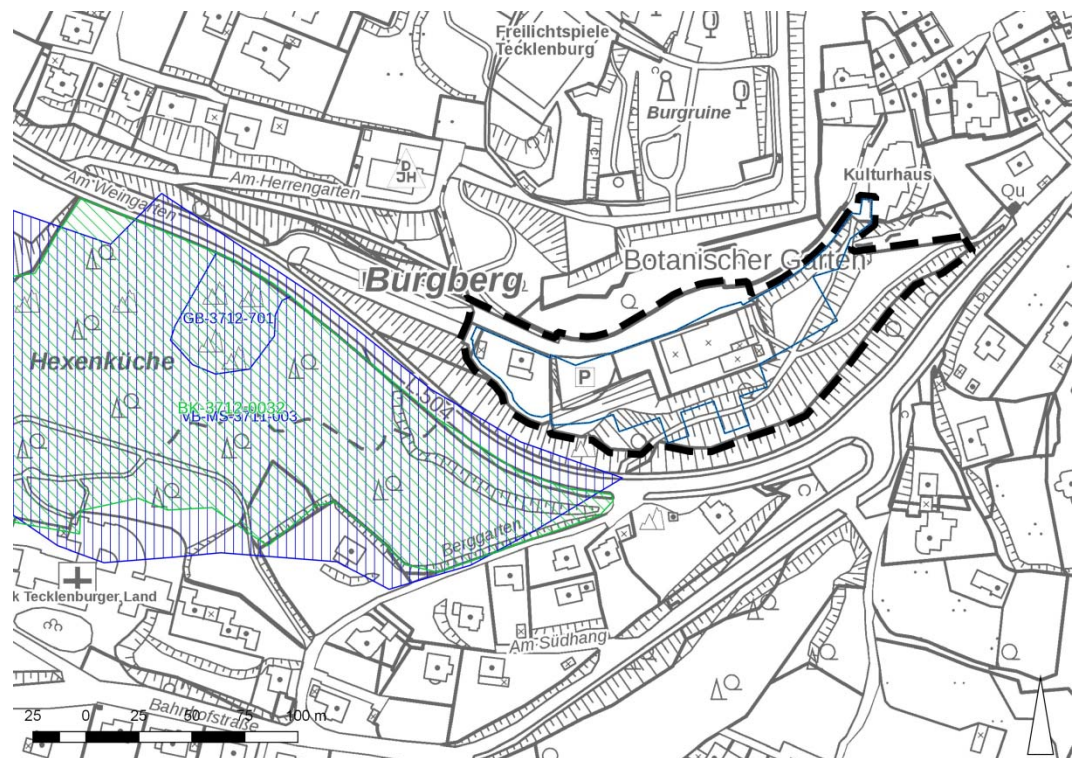 Freilichtspiele
Tecklenburg
Burgruine
D
JH
Kulturhaus
Am Weingarten
Am Herrengarten
Qu
Botanischer Garten
Burgberg
GB-3712-701
Hexenküche
P
L 504
BK-3712-0032
VB-MS-3711-003
Berggarten
k Tecklenburger Land
Am Südhang
Bahnhofstraße
25 0 25 50 75 100 m